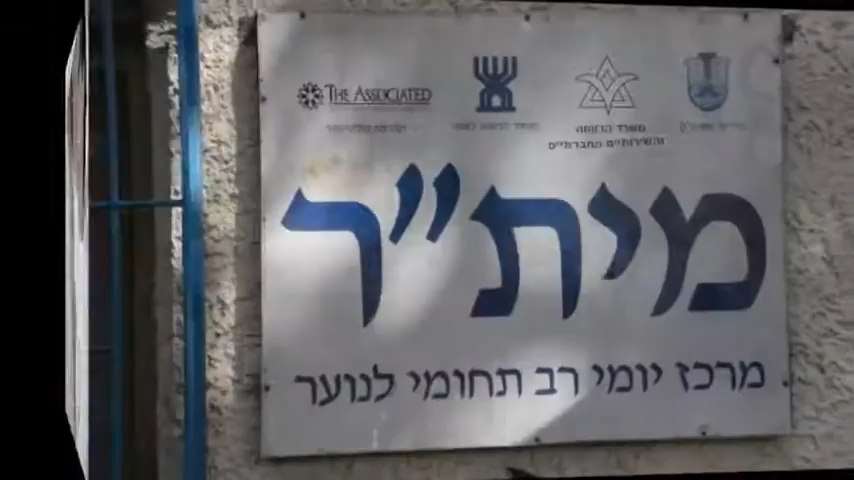 THE ASSOCIATED
משרד הרווחה
והשירותים החברתיים
מית"ר
מרכז יומי רב תחומי לנוער